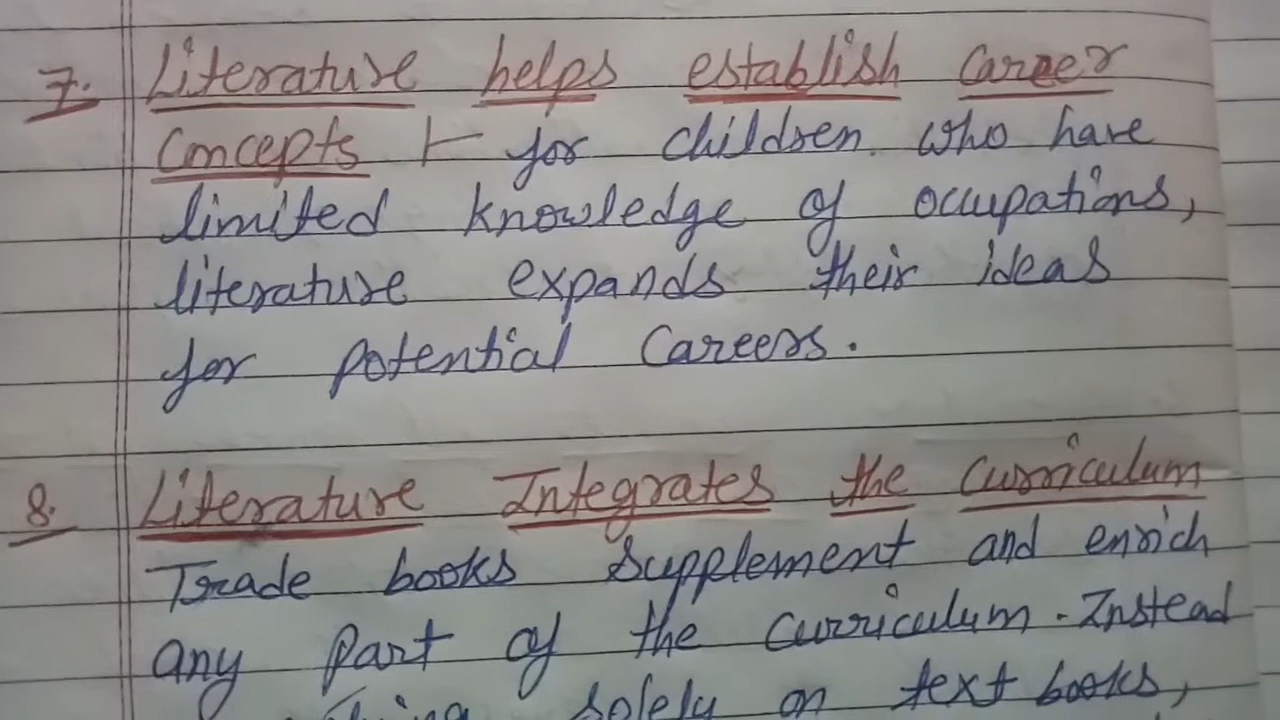 7. Literature helps establish career
concepts :- for children who have
limited knowledge of occupations,
literature expands their ideas
for potential careers.
8. Literature Integrates the curriculum
Trade books supplement and enrich
any part of the curriculum. Instead
solely on text books,